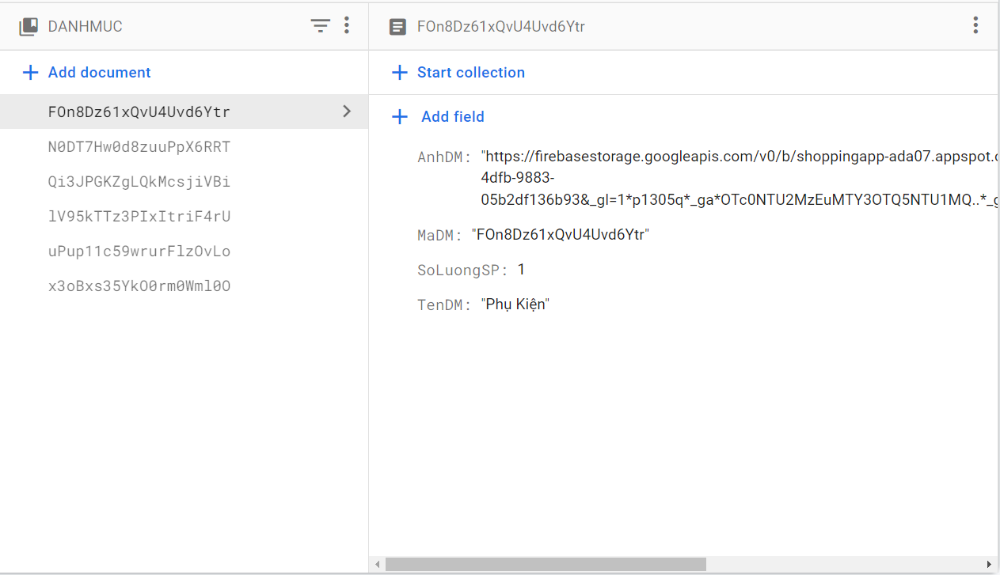 DANHMUC
Add document
FOn8Dz61xQvU4Uvd6Ytr
N0DT7Hw0d8zuuPpX6RRT
Qi3JPGKZgLQkMcsjiVBi
lV95kTTz3PIxItriF4rU
uPup11c59wrurFlzOvLo
x3oBxs35YkO0rm0Wml0O
FOn8Dz61xQvU4Uvd6Ytr
Start collection
Add field
AnhDM: "https://firebasestorage.googleapis.com/v0/b/shoppingapp-ada07.appspot.
4dfb-9883-
05b2df136b93&_gl=1*p1305q*_ga*OTc0NTU2MzEuMTY3OTQ5NTU1MQ..*_g
MaDM: "FOn8Dz61xQvU4Uvd6Ytr"
SoLuongSP: 1
TenDM: "Phụ Kiện"